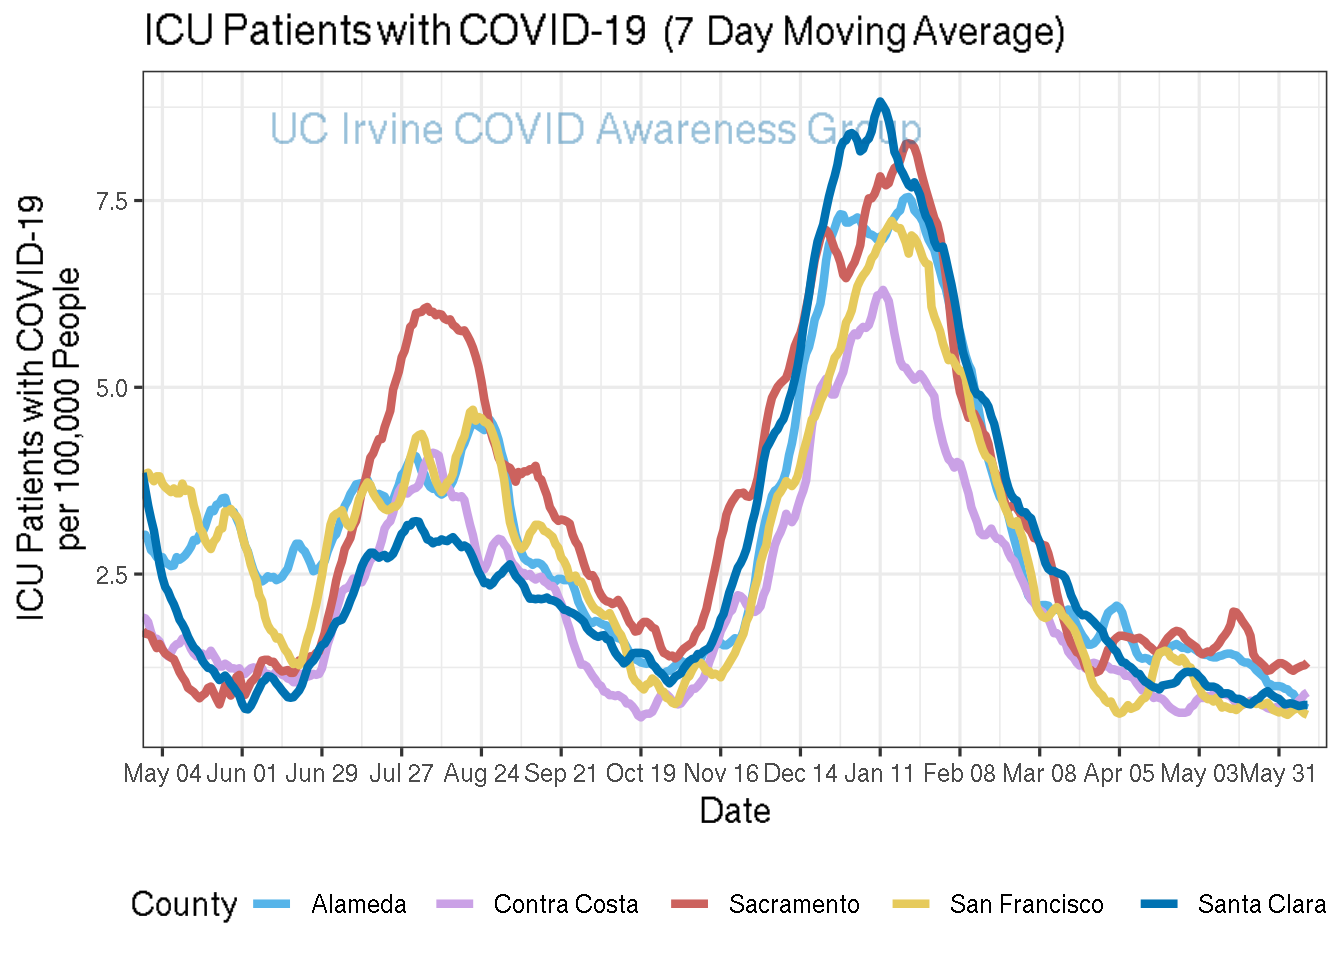 ICU Patients with COVID-19 (7 Day Moving Average)
UC Irvine COVID Awareness Group
ICU Patients with COVID-19
per 100,000 People
7.5
5.0
2.5
May 04 Jun 01 Jun 29 Jul 27 Aug 24 Sep 21 Oct 19 Nov 16 Dec 14 Jan 11 Feb 08 Mar 08 Apr 05 May 03 May 31
Date
County Alameda Contra Costa Sacramento San Francisco Santa Clara